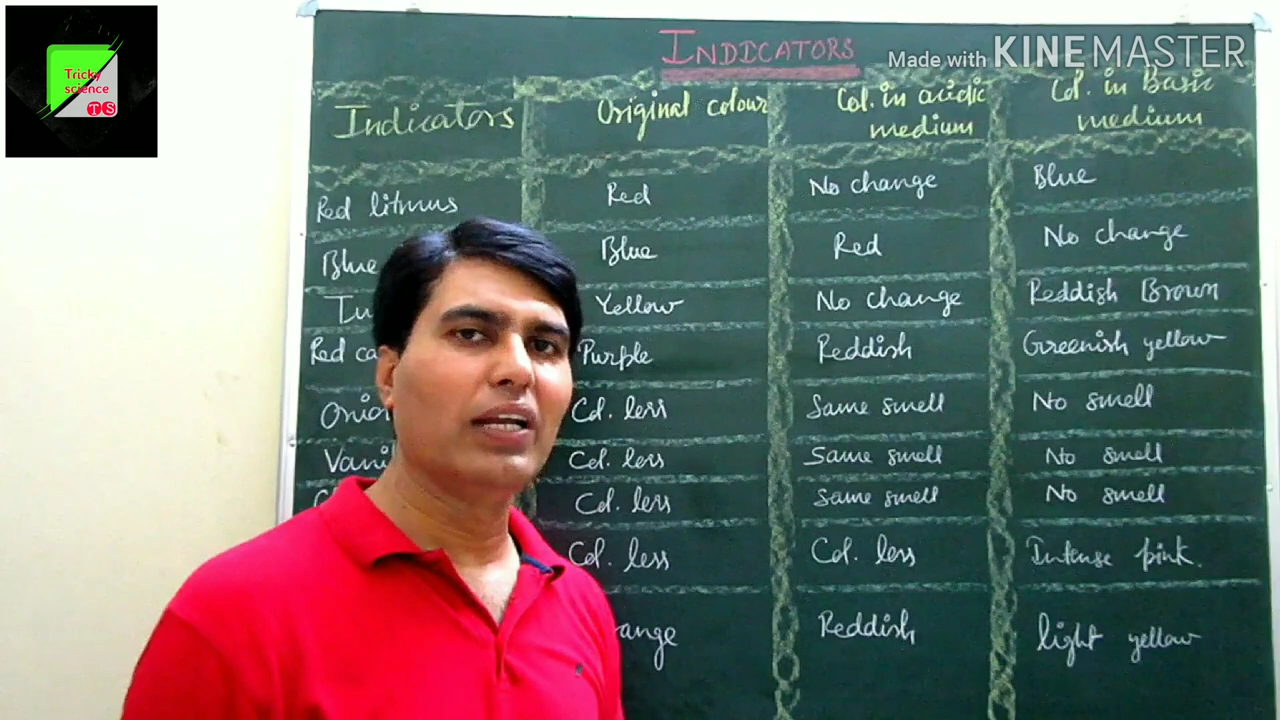 Tricky
science
TS
INDICATORS
Made with KINEMASTER
Indicators Original colour Col. in acidic medium Col. in Basic medium
Red litmus Red No change Blue
Blue Blue Red No change
Yellow No change Reddish Brown
Red Purple Reddish Greenish yellow
Col. less Same smell No smell
Col. less Same smell No smell
Col. less Same smell No smell
Col. less Col. less Intense pink.
Reddish light yellow